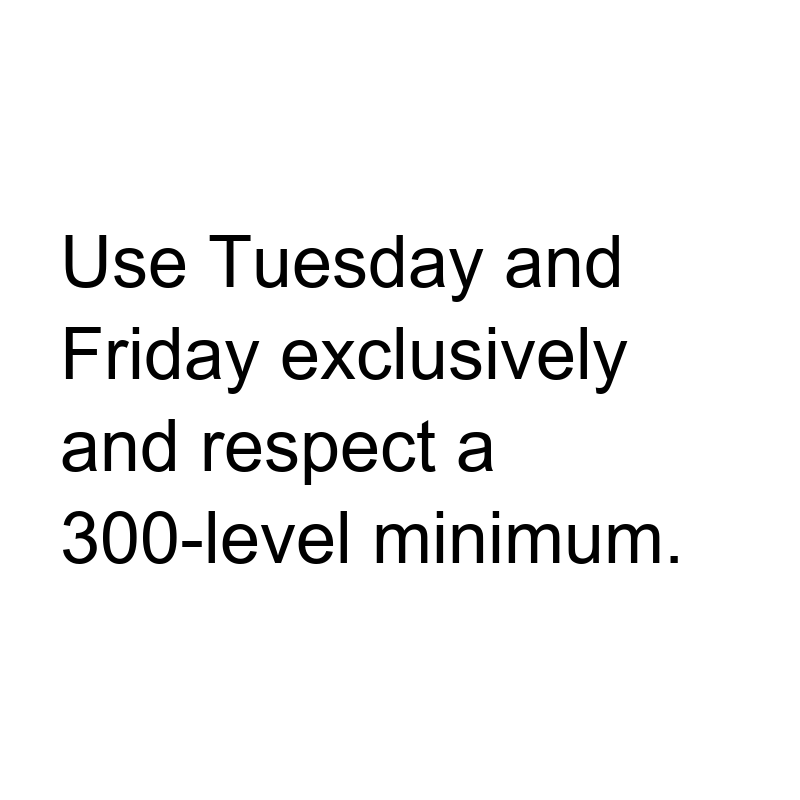 Use Tuesday and
Friday exclusively
and respect a
300-level minimum.